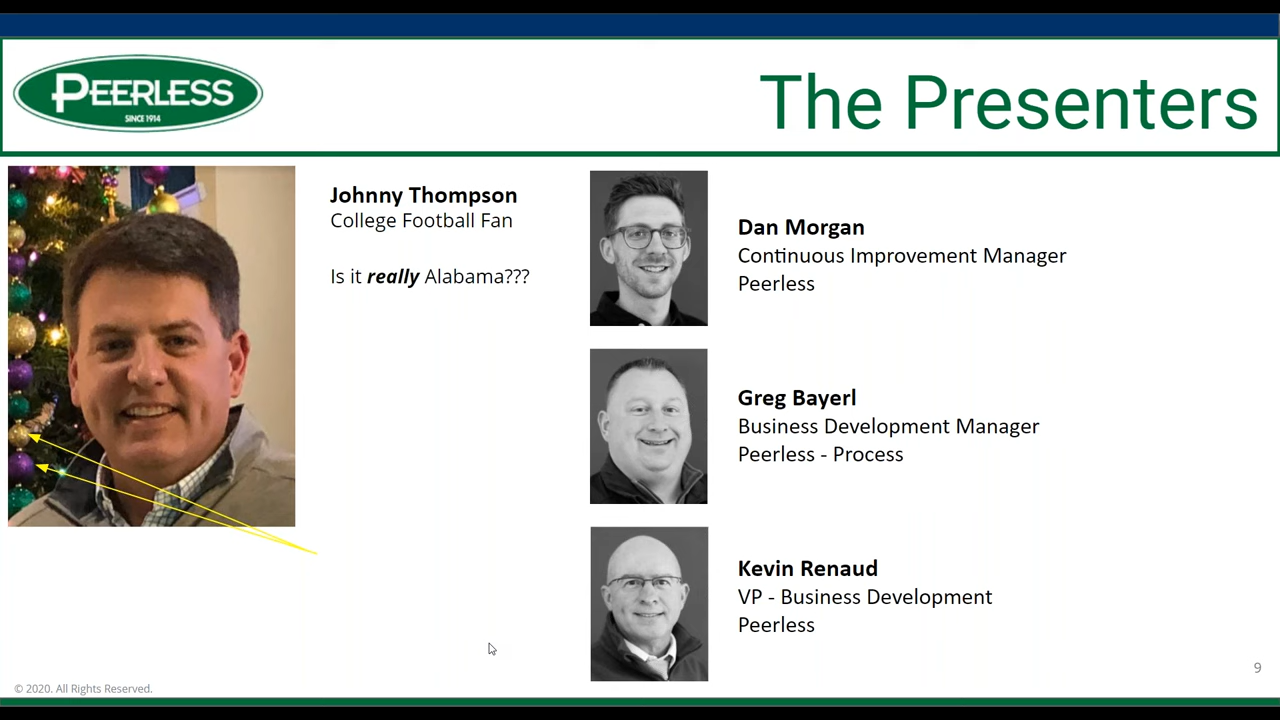 PEERLESS
SINCE 1914
The Presenters
Johnny Thompson
College Football Fan
Is it really Alabama???
Dan Morgan
Continuous Improvement Manager
Peerless
Greg Bayerl
Business Development Manager
Peerless - Process
Kevin Renaud
VP - Business Development
Peerless
9
© 2020. All Rights Reserved.